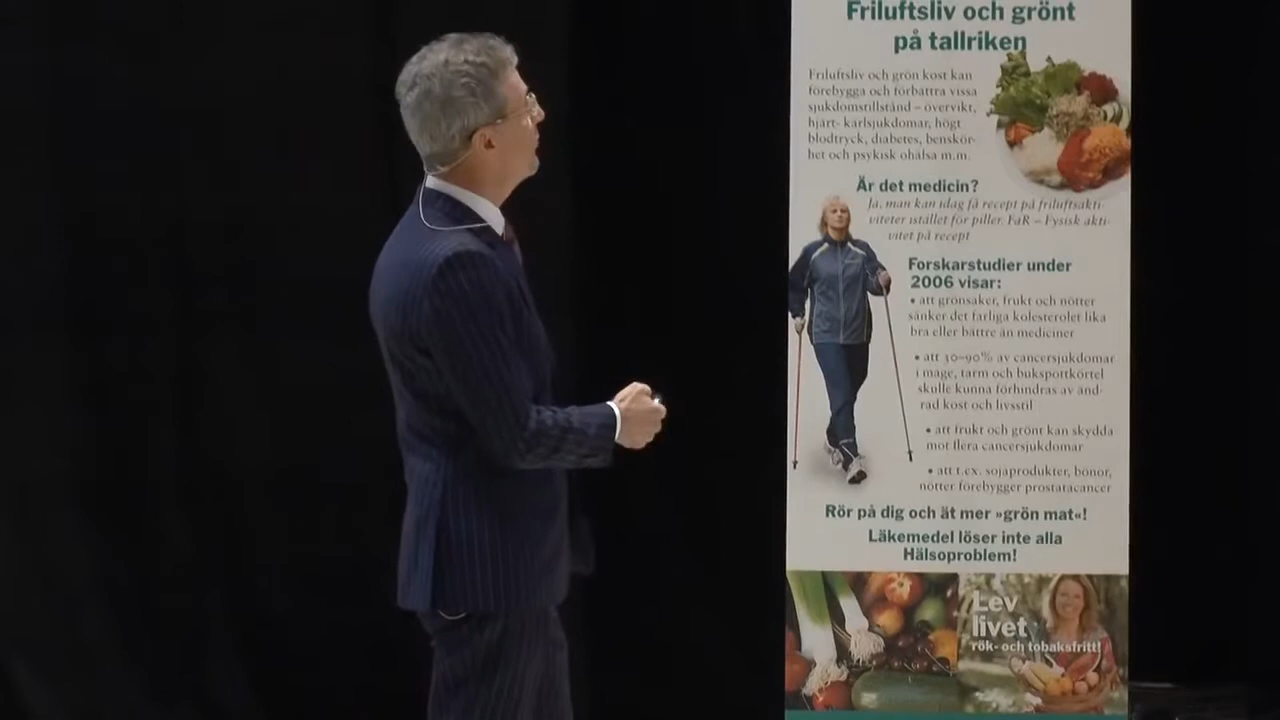 Friluftsliv och grönt
på tallriken
Friluftsliv och grön kost kan
förebygga och förbättra vissa
sjukdomstillstånd – övervikt,
hjärt- kärlsjukdomar, högt
blodtryck, diabetes, benskör-
het och psykisk ohälsa m.m.
Är det medicin?
Ja, man kan idag få recept på friluftsakti-
viteter istället för piller. FaR – Fysisk akti-
vitet på recept
Forskarstudier under
2006 visar:
• att grönsaker, frukt och nötter
sänker det farliga kolesterolet lika
bra eller bättre än mediciner
• att 30–90% av cancersjukdomar
i mage, tarm och bukspottkörtel
skulle kunna förhindras av änd-
rad kost och livsstil
• att frukt och grönt kan skydda
mot flera cancersjukdomar
• att t.ex. sojaprodukter, bönor,
nötter förebygger prostatacancer
Rör på dig och ät mer »grön mat«!
Läkemedel löser inte alla
Hälsoproblem!
Lev
livet
rök- och tobaksfritt!